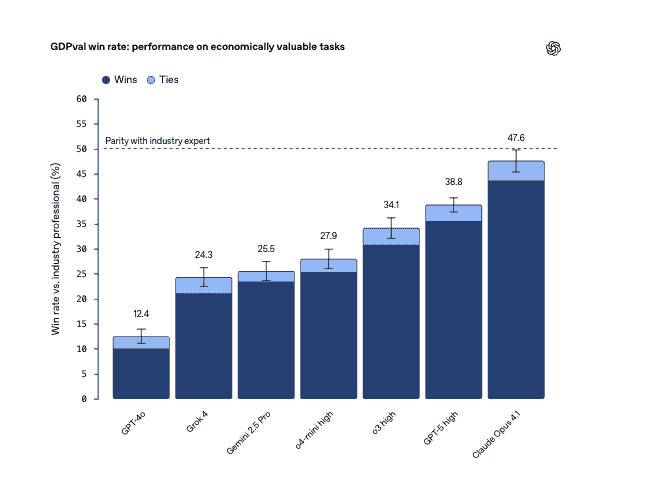 GDPval win rate: performance on economically valuable tasks
Wins Ties
60
55
50
45
40
35
30
25
20
15
10
5
0
Win rate vs. industry professional (%)
Parity with industry expert
12.4
24.3
25.5
27.9
34.1
38.8
47.6
GPT-4o
Grok 4
Gemini 2.5 Pro
o4-mini high
o3 high
GPT-5 high
Claude Opus 4.1